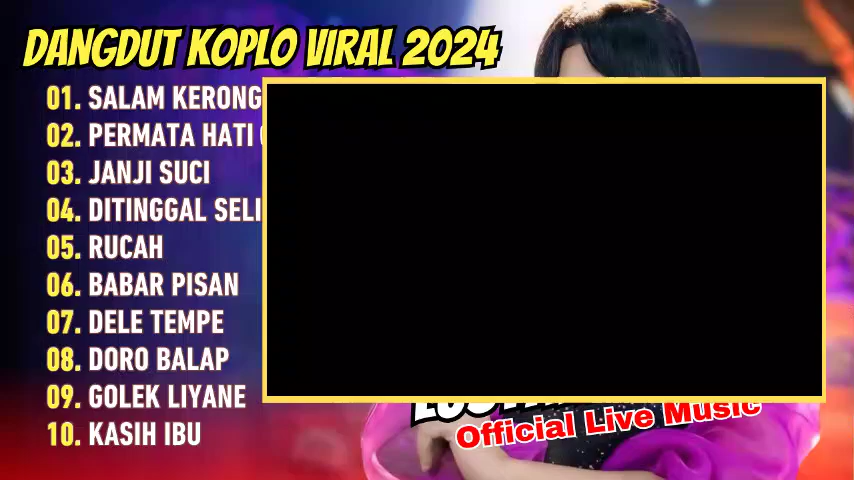 DANGDUT KOPLO VIRAL 2024
01. SALAM KERONG
02. PERMATA HATI
03. JANJI SUCI
04. DITINGGAL SELI
05. RUCAH
06. BABAR PISAN
07. DELE TEMPE
08. DORO BALAP
09. GOLEK LIYANE
10. KASIH IBU
Official Live Music